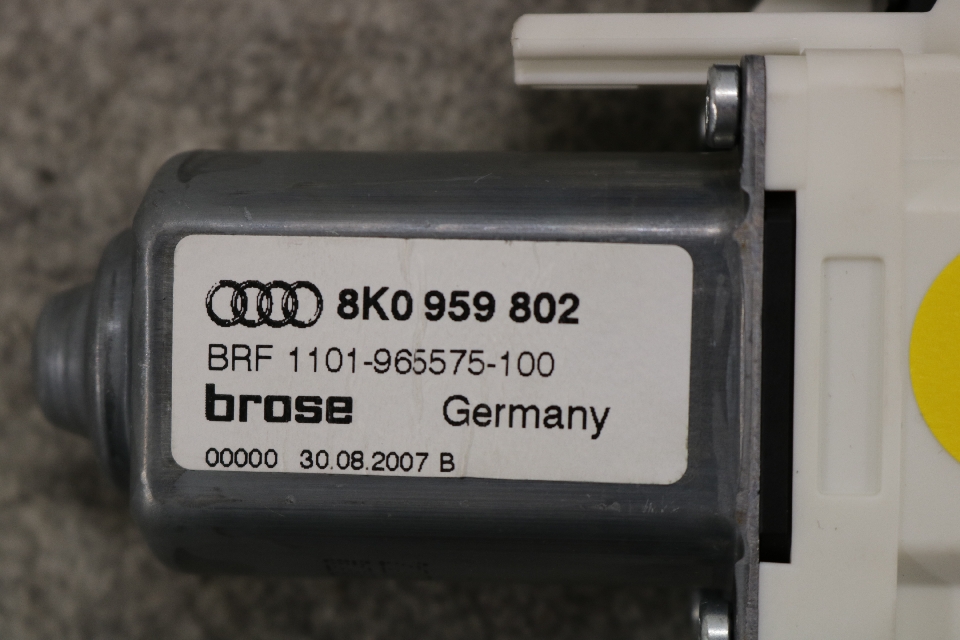 8K0 959 802
BRF 1101-965575-100
brose Germany
00000 30.08.2007 B